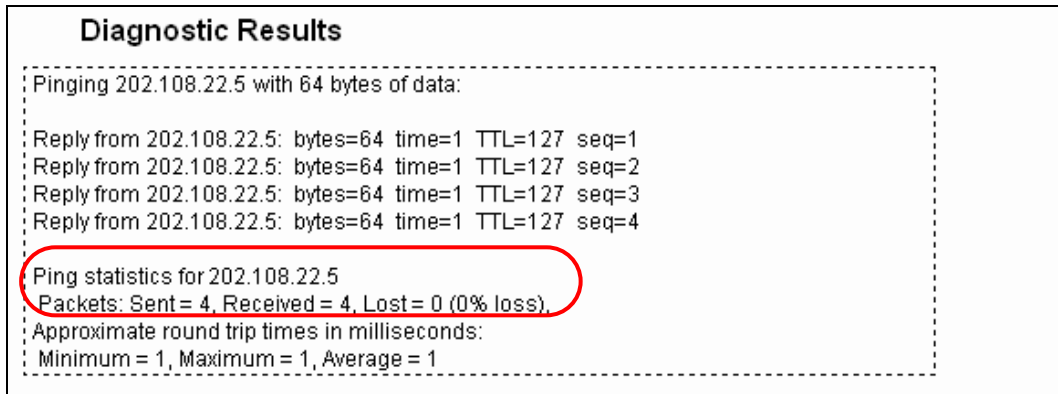 Diagnostic Results
Pinging 202.108.22.5 with 64 bytes of data:
Reply from 202.108.22.5: bytes=64 time=1 TTL=127 seq=1
Reply from 202.108.22.5: bytes=64 time=1 TTL=127 seq=2
Reply from 202.108.22.5: bytes=64 time=1 TTL=127 seq=3
Reply from 202.108.22.5: bytes=64 time=1 TTL=127 seq=4
Ping statistics for 202.108.22.5
Packets: Sent = 4, Received = 4, Lost = 0 (0% loss),
Approximate round trip times in milliseconds:
Minimum = 1, Maximum = 1, Average = 1